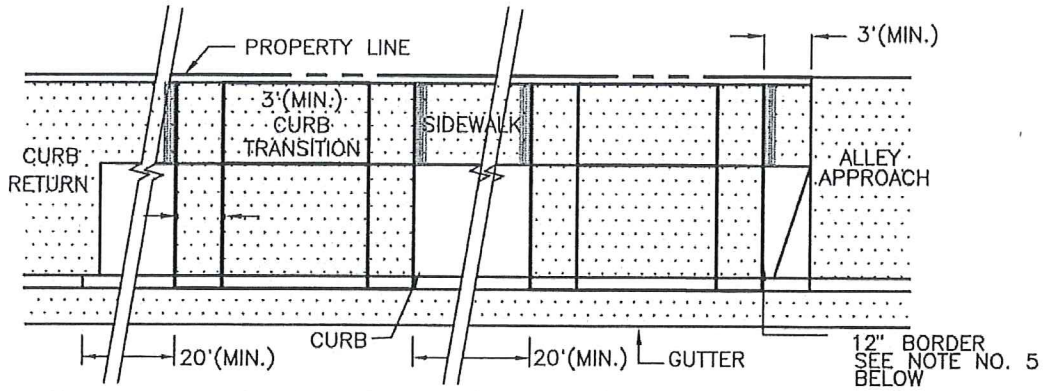 PROPERTY LINE
3'(MIN.)
3'(MIN.)
CURB
TRANSITION
SIDEWALK
CURB
RETURN
ALLEY
APPROACH
20'(MIN.)
CURB
20'(MIN.)
GUTTER
12" BORDER
SEE NOTE NO. 5
BELOW